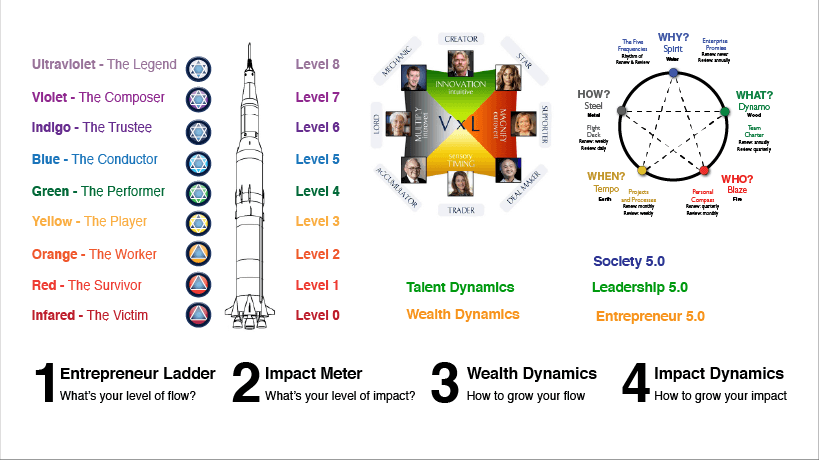 Ultraviolet - The Legend
Violet - The Composer
Indigo - The Trustee
Blue - The Conductor
Green - The Performer
Yellow - The Player
Orange - The Worker
Red - The Survivor
Infared - The Victim
Level 8
Level 7
Level 6
Level 5
Level 4
Level 3
Level 2
Level 1
Level 0
CREATOR
MECHANIC
STAR
INNOVATION
intuitive
LORD
MULTIPLY
V x L
MAGNIFY
SUPPORTER
sensory
TIMING
ACCUMULATOR
DEAL MAKER
TRADER
Talent Dynamics
Wealth Dynamics
WHY?
Spirit
Water
The Five
Frequencies
Rhythm of
Renew & Review
Enterprise
Promise
Renew: never
Review: annually
HOW?
Steel
Metal
Flight
Deck
Renew: weekly
Review: daily
WHAT?
Dynamo
Wood
Team
Charter
Renew: annually
Review: quarterly
WHEN?
Tempo
Earth
Projects
and Processes
Renew: monthly
Review: weekly
WHO?
Blaze
Fire
Personal
Compass
Renew: quarterly
Review: monthly
Society 5.0
Leadership 5.0
Entrepreneur 5.0
1 Entrepreneur Ladder
What's your level of flow?
2 Impact Meter
What's your level of impact?
3 Wealth Dynamics
How to grow your flow
4 Impact Dynamics
How to grow your impact